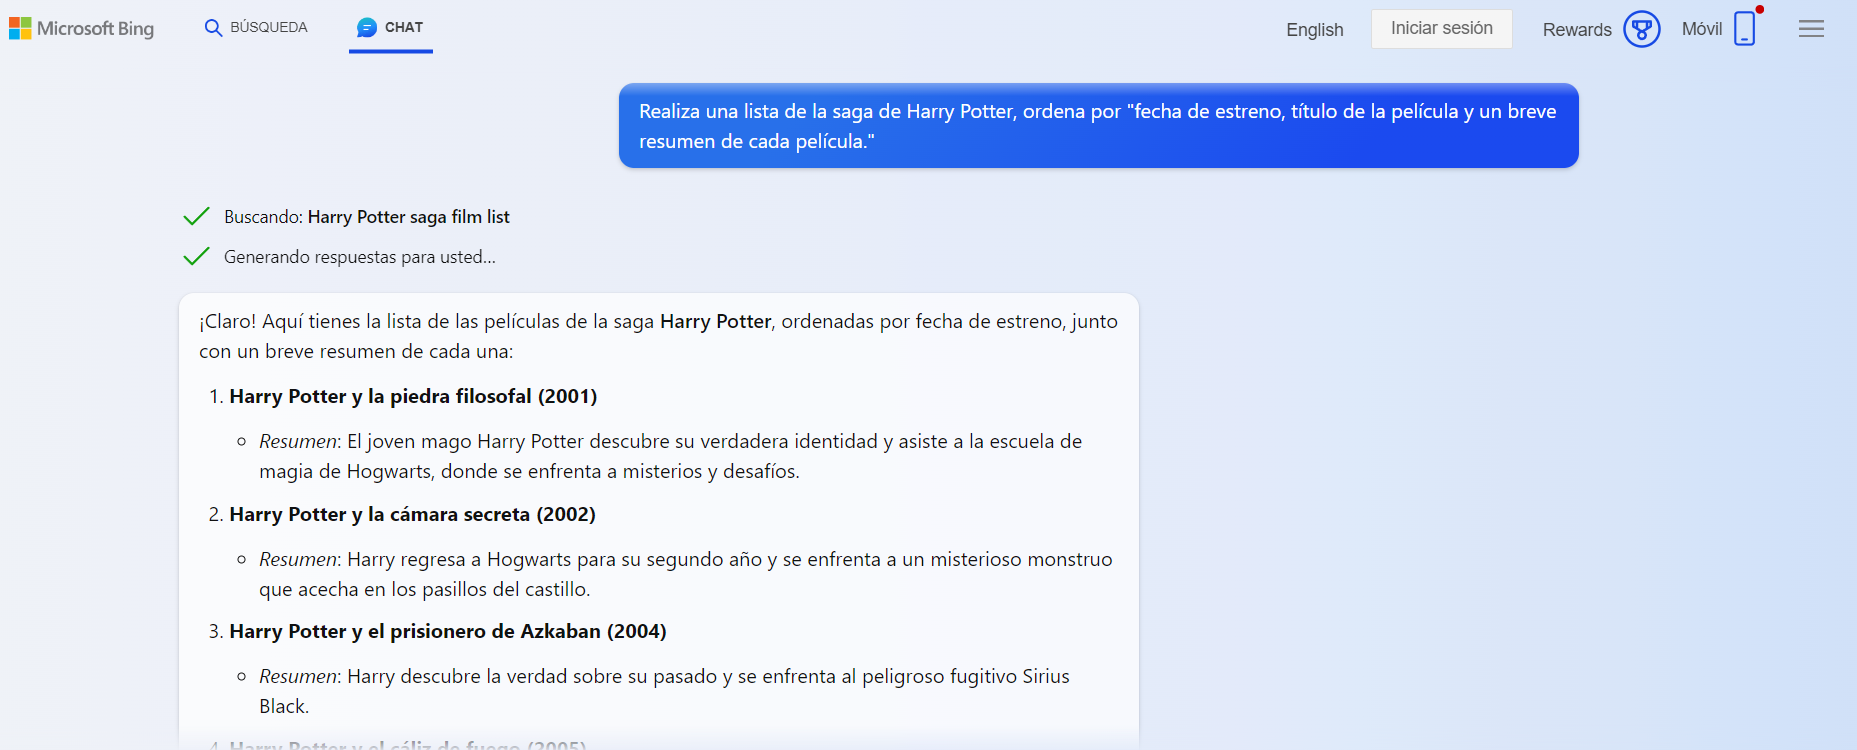 Microsoft Bing
BÚSQUEDA
CHAT
English
Iniciar sesión
Rewards
Móvil
Realiza una lista de la saga de Harry Potter, ordena por "fecha de estreno, título de la película y un breve
resumen de cada película."
Buscando: Harry Potter saga film list
Generando respuestas para usted...
¡Claro! Aquí tienes la lista de las películas de la saga Harry Potter, ordenadas por fecha de estreno, junto
con un breve resumen de cada una:
1. Harry Potter y la piedra filosofal (2001)
Resumen: El joven mago Harry Potter descubre su verdadera identidad y asiste a la escuela de
magia de Hogwarts, donde se enfrenta a misterios y desafíos.
2. Harry Potter y la cámara secreta (2002)
Resumen: Harry regresa a Hogwarts para su segundo año y se enfrenta a un misterioso monstruo
que acecha en los pasillos del castillo.
3. Harry Potter y el prisionero de Azkaban (2004)
Resumen: Harry descubre la verdad sobre su pasado y se enfrenta al peligroso fugitivo Sirius
Black.
4. Harry Potter y el cáliz de fuego (2005)